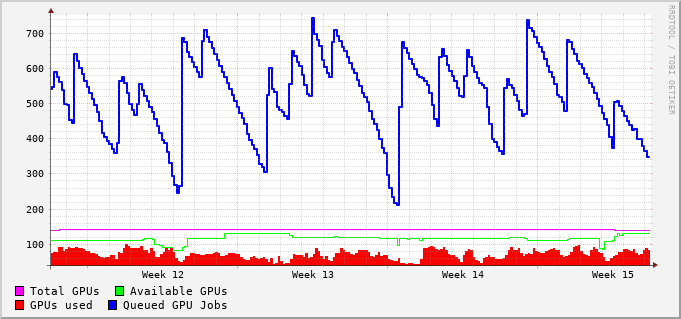 RRDTOOL / TOBI OETIKER
700
600
500
400
300
200
100
Week 12 Week 13 Week 14 Week 15
Total GPUs Available GPUs
GPUs used Queued GPU Jobs